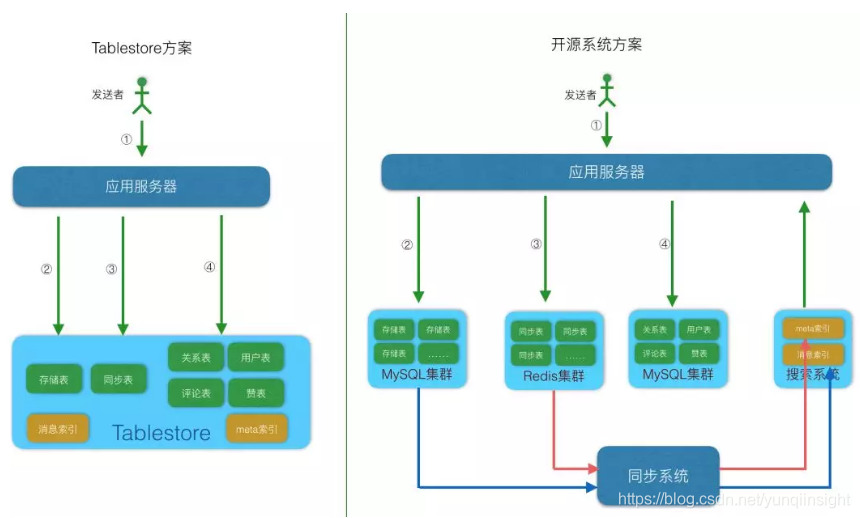 Tablestore方案
发送者
①
应用服务器
②
③
④
存储表
同步表
关系表
用户表
评论表
赞表
消息索引
Tablestore
meta索引
开源系统方案
发送者
①
应用服务器
②
③
④
存储表 存储表
存储表 ......
MySQL集群
同步表 同步表
同步表 ......
Redis集群
关系表 用户表
评论表 赞表
MySQL集群
meta索引
消息索引
搜索系统
同步系统
https://blog.csdn.net/yunqiinsight